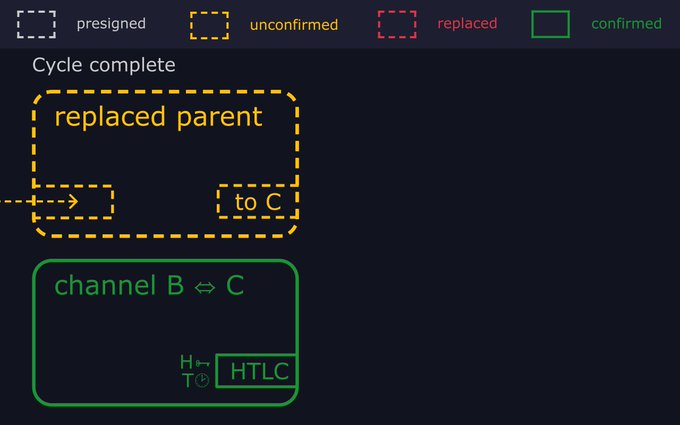 presigned unconfirmed replaced confirmed
Cycle complete
replaced parent
to C
channel B ⇔ C
H
T
HTLC